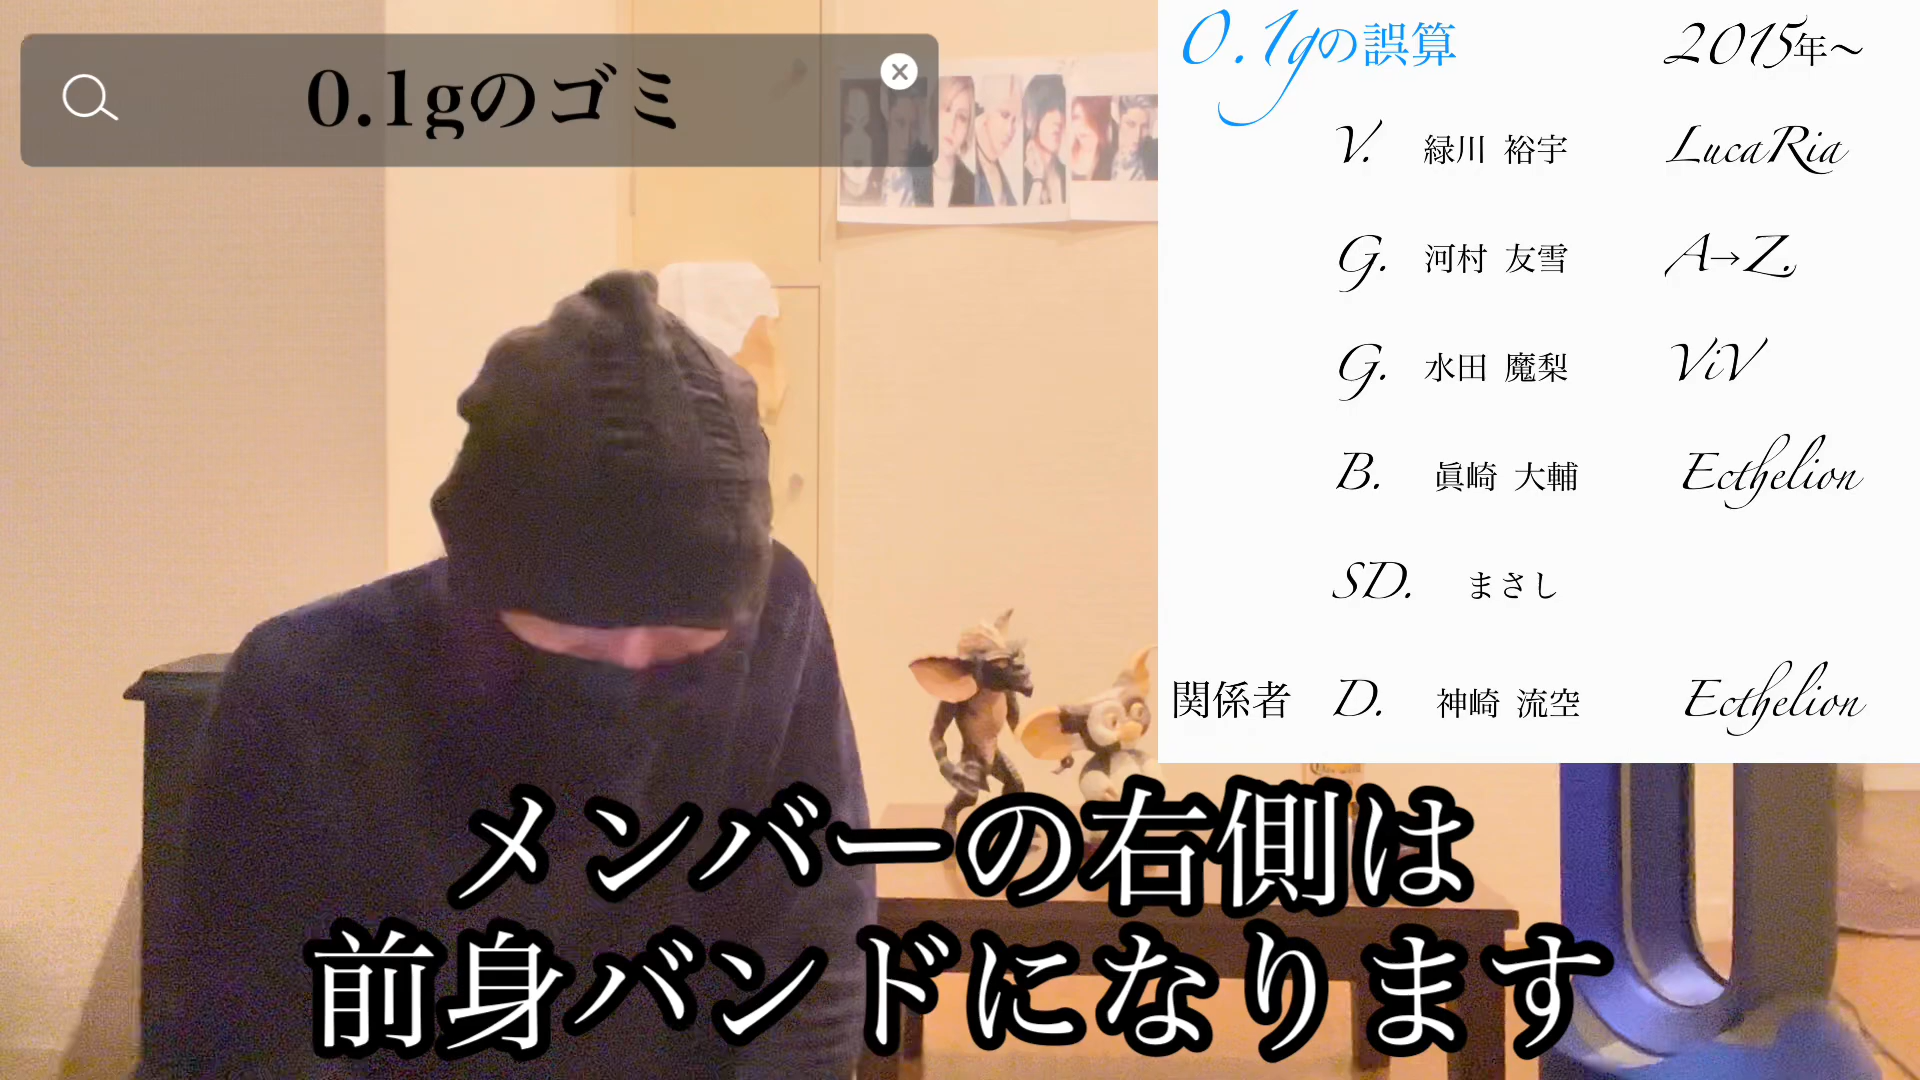 0.1gのゴミ
0.1gの誤算 2015年～
V. 緑川 裕宇 LucaRia
G. 河村 友雪 A→Z.
G. 水田 魔梨 ViV
B. 眞崎 大輔 Ecthelion
SD. まさし
関係者 D. 神崎 流空 Ecthelion
メンバーの右側は
前身バンドになります